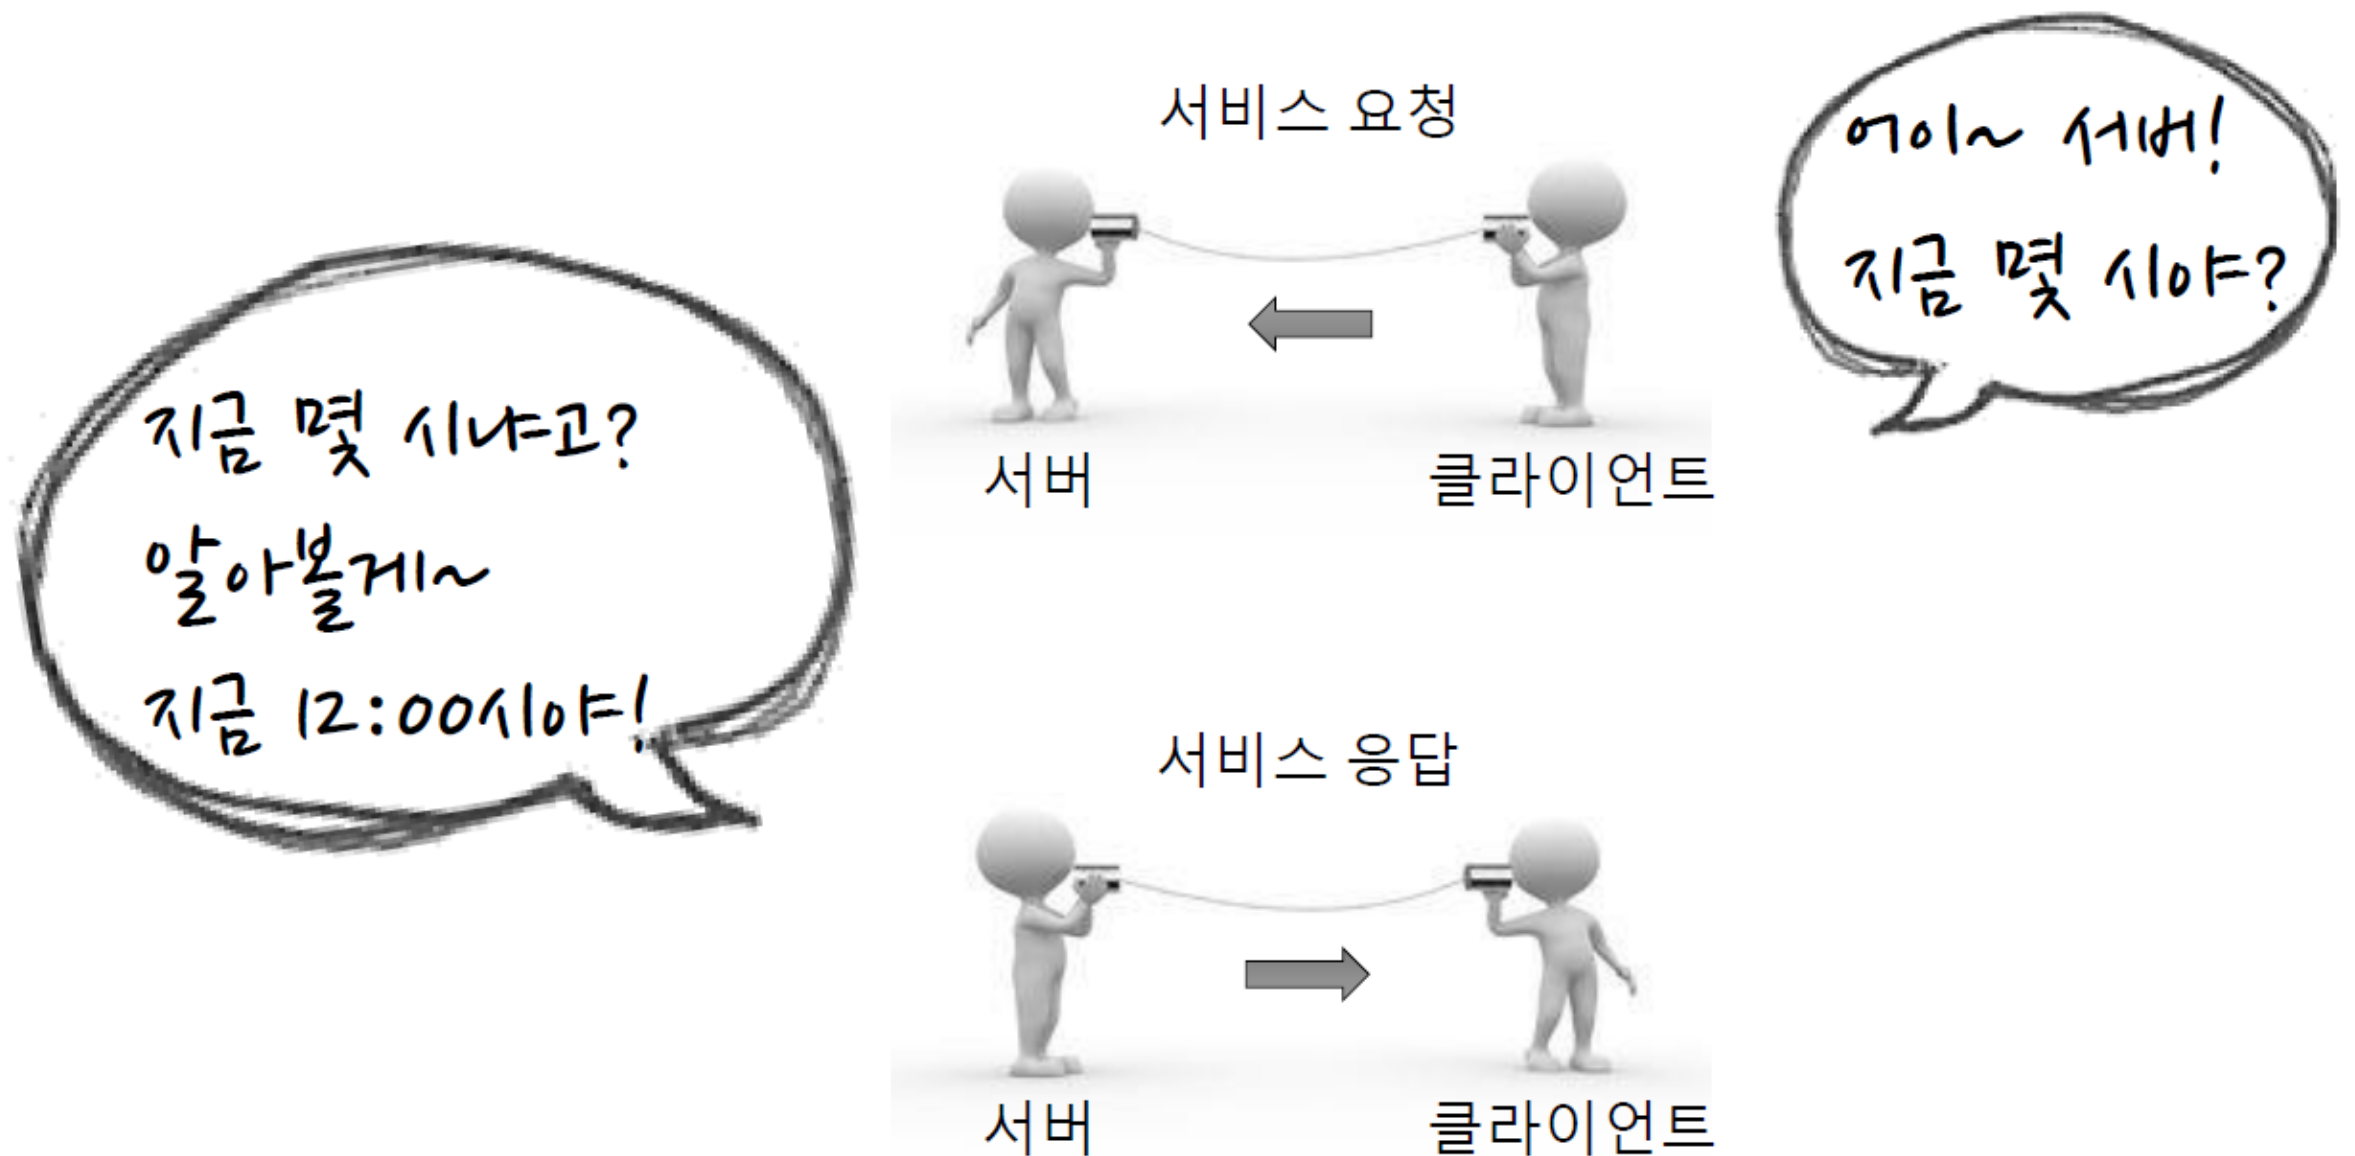 서비스 요청
어이~ 서버!
지금 몇 시야?
서버
클라이언트
지금 몇 시냐고?
알아볼게~
지금 12:00시야!
서비스 응답
서버
클라이언트